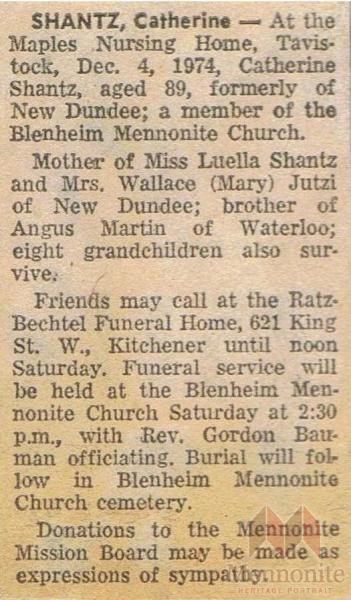 SHANTZ, Catherine — At the
Maples Nursing Home, Tavis-
tock, Dec. 4, 1974, Catherine
Shantz, aged 89, formerly of
New Dundee; a member of the
Blenheim Mennonite Church.
Mother of Miss Luella Shantz
and Mrs. Wallace (Mary) Jutzi
of New Dundee; brother of
Angus Martin of Waterloo;
eight grandchildren also sur-
vive.
Friends may call at the Ratz-
Bechtel Funeral Home, 621 King
St. W., Kitchener until noon
Saturday. Funeral service will
be held at the Blenheim Men-
nonite Church Saturday at 2:30
p.m., with Rev. Gordon Bau-
man officiating. Burial will fol-
low in Blenheim Mennonite
Church cemetery.
Donations to the Mennonite
Mission Board may be made as
expressions of sympathy.
Mennonite
HERITAGE PORTRAIT